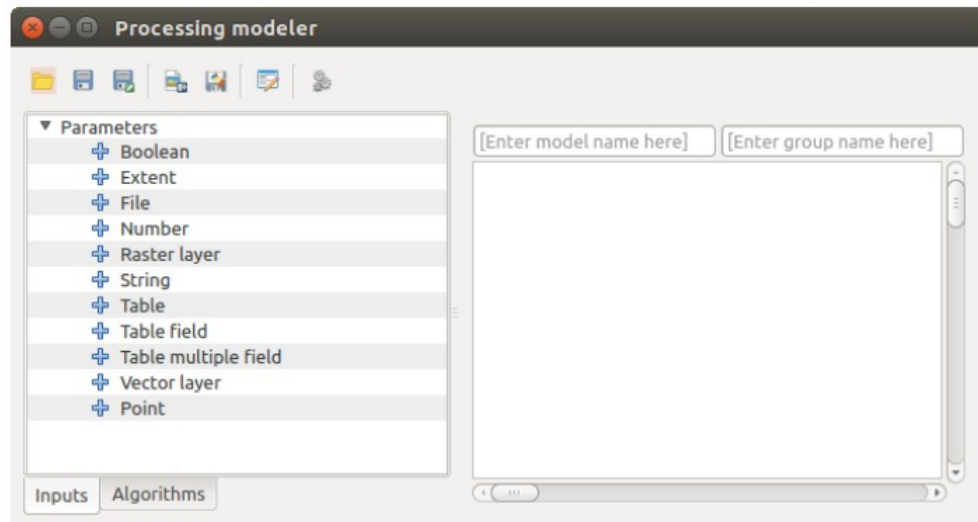 Processing modeler
Parameters
Boolean
Extent
File
Number
Raster layer
String
Table
Table field
Table multiple field
Vector layer
Point
Inputs Algorithms
[Enter model name here] [Enter group name here]